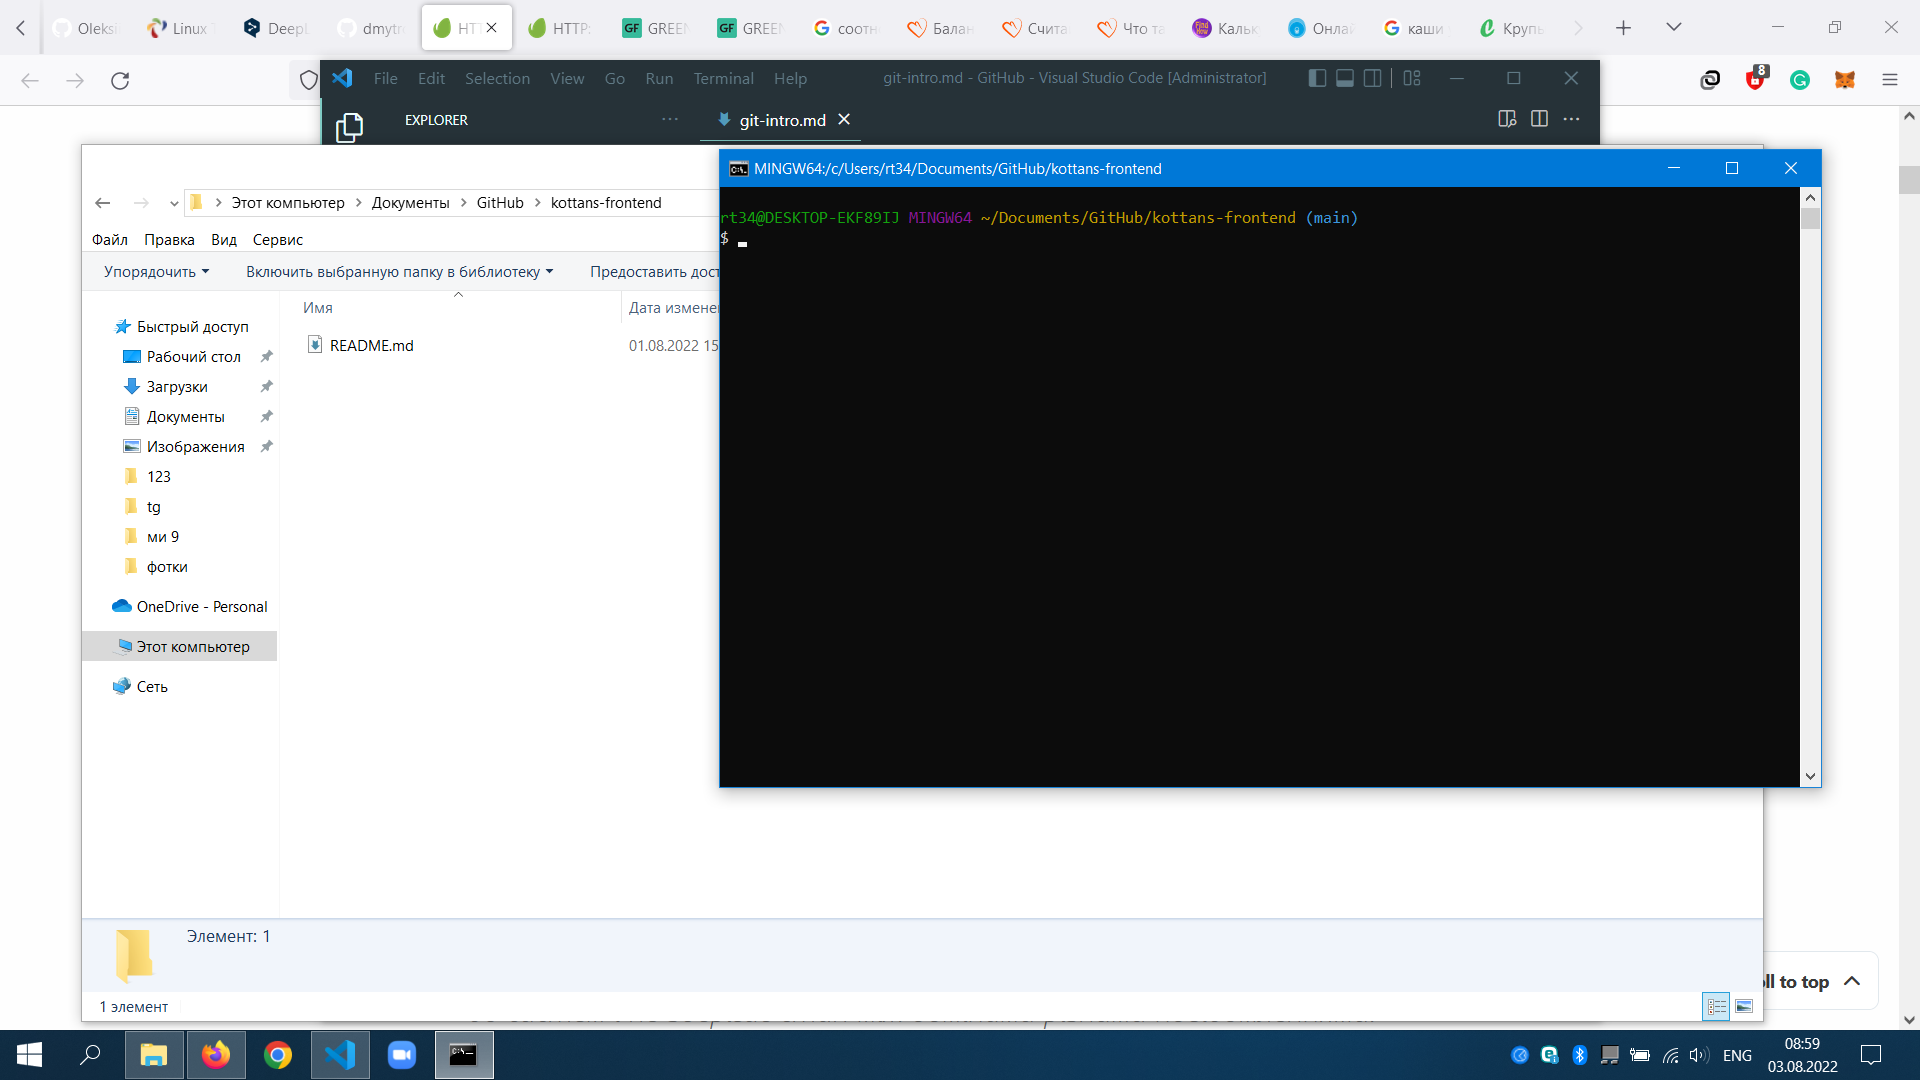 Oleksi
Linux
DeepL
dmytr
HT
HTTP:
GREEN
GREEN
соотн
Балан
Счита
Что та
Кальк
Онлай
каши
Крупь
8
File Edit Selection View Go Run Terminal Help
git-intro.md - GitHub - Visual Studio Code [Administrator]
EXPLORER
git-intro.md
MINGW64:/c/Users/rt34/Documents/GitHub/kottans-frontend
rt34@DESKTOP-EKF89IJ MINGW64 ~/Documents/GitHub/kottans-frontend (main)
$
Этот компьютер > Документы > GitHub > kottans-frontend
Файл Правка Вид Сервис
Упорядочить Включить выбранную папку в библиотеку Предоставить дост
Имя Дата изменен
README.md 01.08.2022 15
Быстрый доступ
Рабочий стол
Загрузки
Документы
Изображения
123
tg
ми 9
фотки
OneDrive - Personal
Этот компьютер
Сеть
Элемент: 1
1 элемент
ll to top
ENG
08:59
03.08.2022